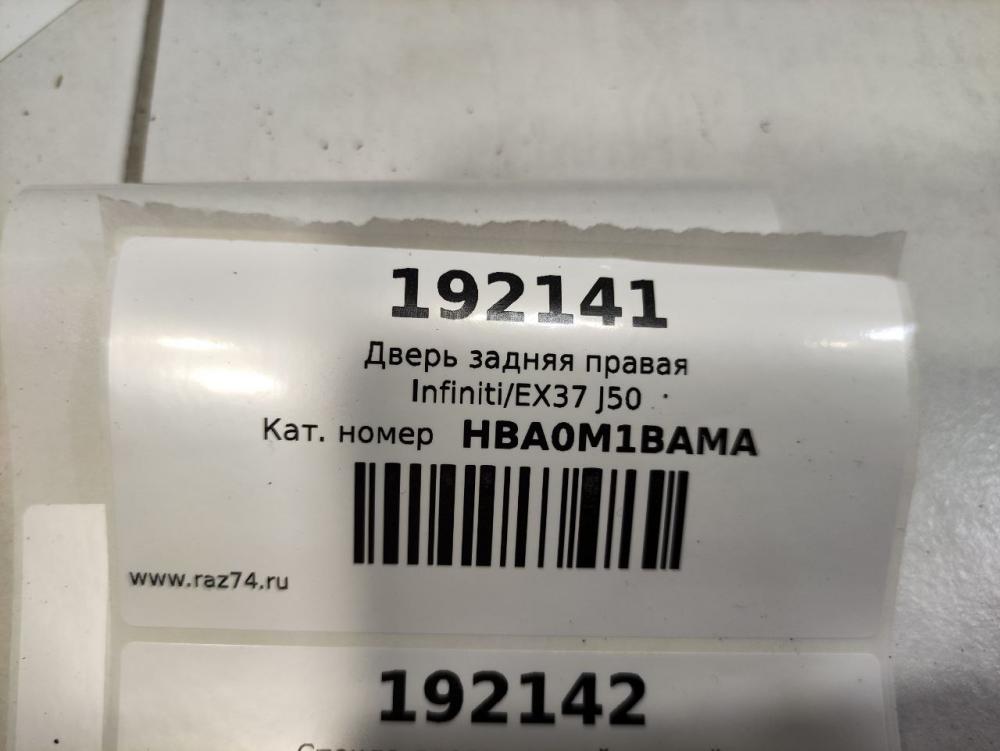 192141
Дверь задняя правая
Infiniti/EX37 J50
Кат. номер HBA0M1BAMA
www.raz74.ru
192142